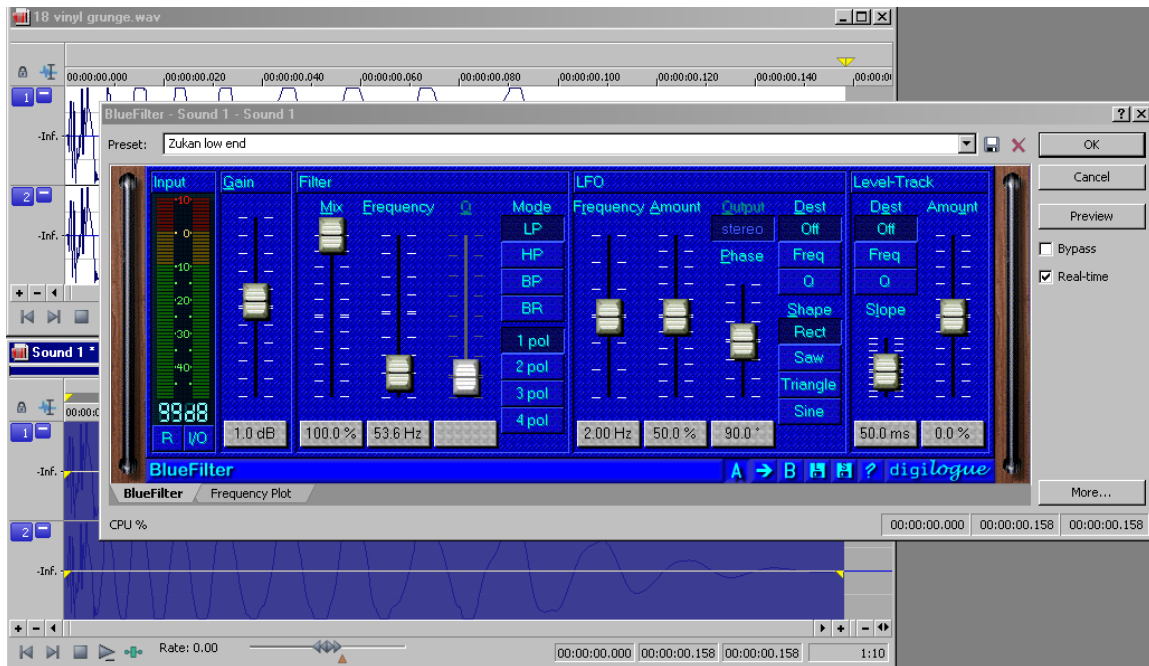 18 vinyl grunge.wav
00:00:00.000 00:00:00.020 00:00:00.040 00:00:00.060 00:00:00.080 00:00:00.100 00:00:00.120 00:00:00.140 00:00:0
1
-Inf.
2
-Inf.
BlueFilter - Sound 1 - Sound 1
Preset: Zukan low end
OK
Cancel
Preview
Bypass
Real-time
More...
Input Gain Filter LFO Level-Track
Mix Frequency Q Mode Frequency Amount Output Dest Dest Amount
LP stereo Off Off
HP Phase Freq Freq
BP Q Q
BR Shape Slope
1 pol Rect
2 pol Saw
3 pol Triangle
4 pol Sine
+10
0
-10
-20
-30
-40
99dB
R I/O 1.0 dB 100.0 % 53.6 Hz 2.00 Hz 50.0 % 90.0 ° 50.0 ms 0.0 %
BlueFilter A B ? digilogue
BlueFilter Frequency Plot
CPU % 00:00:00.000 00:00:00.158 00:00:00.158
Sound 1 *
00:00:0
1
-Inf.
2
-Inf.
Rate: 0.00 00:00:00.000 00:00:00.158 00:00:00.158 1:10